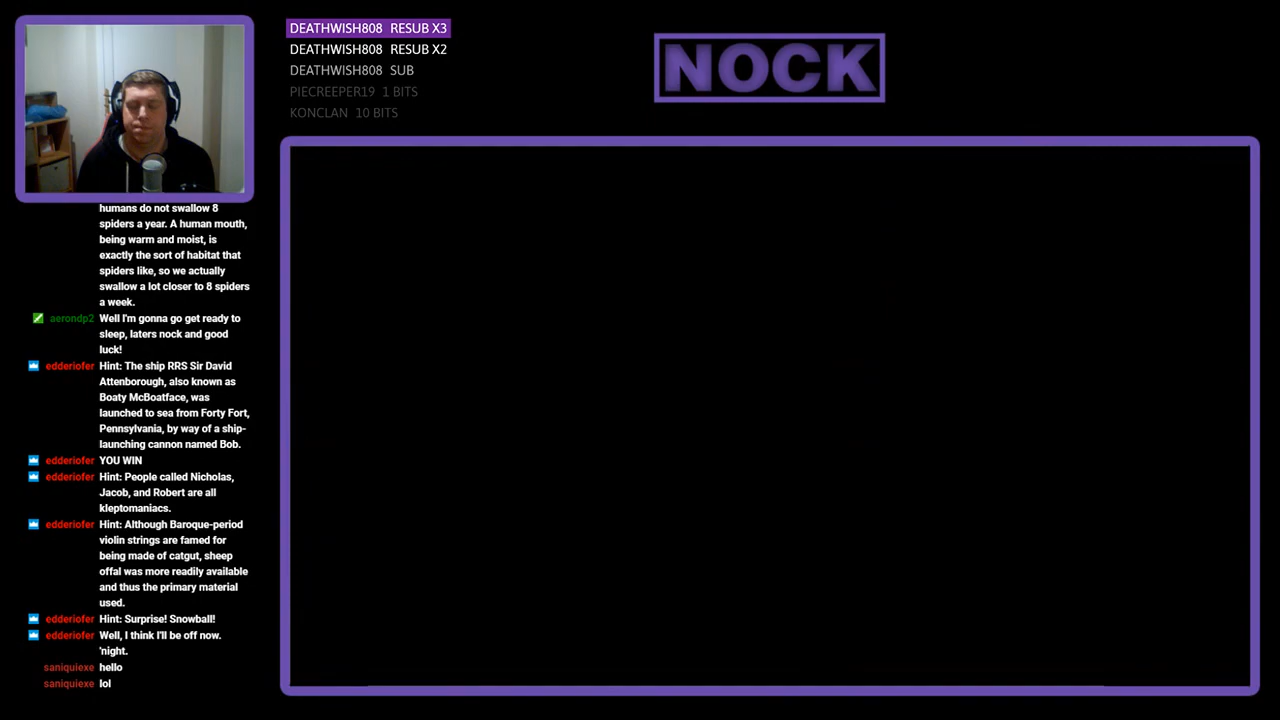 DEATHWISH808 RESUB X3
DEATHWISH808 RESUB X2
DEATHWISH808 SUB
PIECREEPER19 1 BITS
KONCLAN 10 BITS
NOCK
humans do not swallow 8
spiders a year. A human mouth,
being warm and moist, is
exactly the sort of habitat that
spiders like, so we actually
swallow a lot closer to 8 spiders
a week.
aerondp2 Well I'm gonna go get ready to
sleep, laters nock and good
luck!
edderiofer Hint: The ship RRS Sir David
Attenborough, also known as
Boaty McBoatface, was
launched to sea from Forty Fort,
Pennsylvania, by way of a ship-
launching cannon named Bob.
edderiofer YOU WIN
edderiofer Hint: People called Nicholas,
Jacob, and Robert are all
kleptomaniacs.
edderiofer Hint: Although Baroque-period
violin strings are famed for
being made of catgut, sheep
offal was more readily available
and thus the primary material
used.
edderiofer Hint: Surprise! Snowball!
edderiofer Well, I think I'll be off now.
'night.
saniquiexe hello
saniquiexe lol